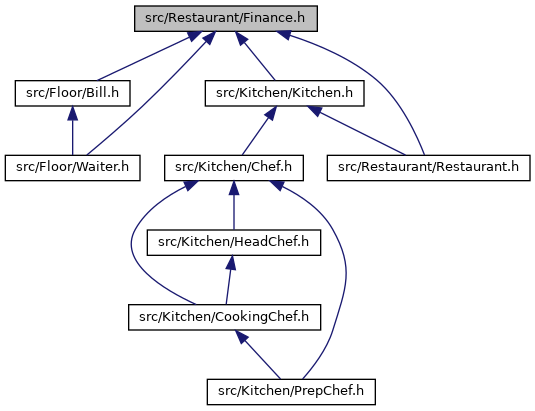 src/Restaurant/Finance.h
src/Floor/Bill.h
src/Kitchen/Kitchen.h
src/Floor/Waiter.h
src/Kitchen/Chef.h
src/Restaurant/Restaurant.h
src/Kitchen/HeadChef.h
src/Kitchen/CookingChef.h
src/Kitchen/PrepChef.h